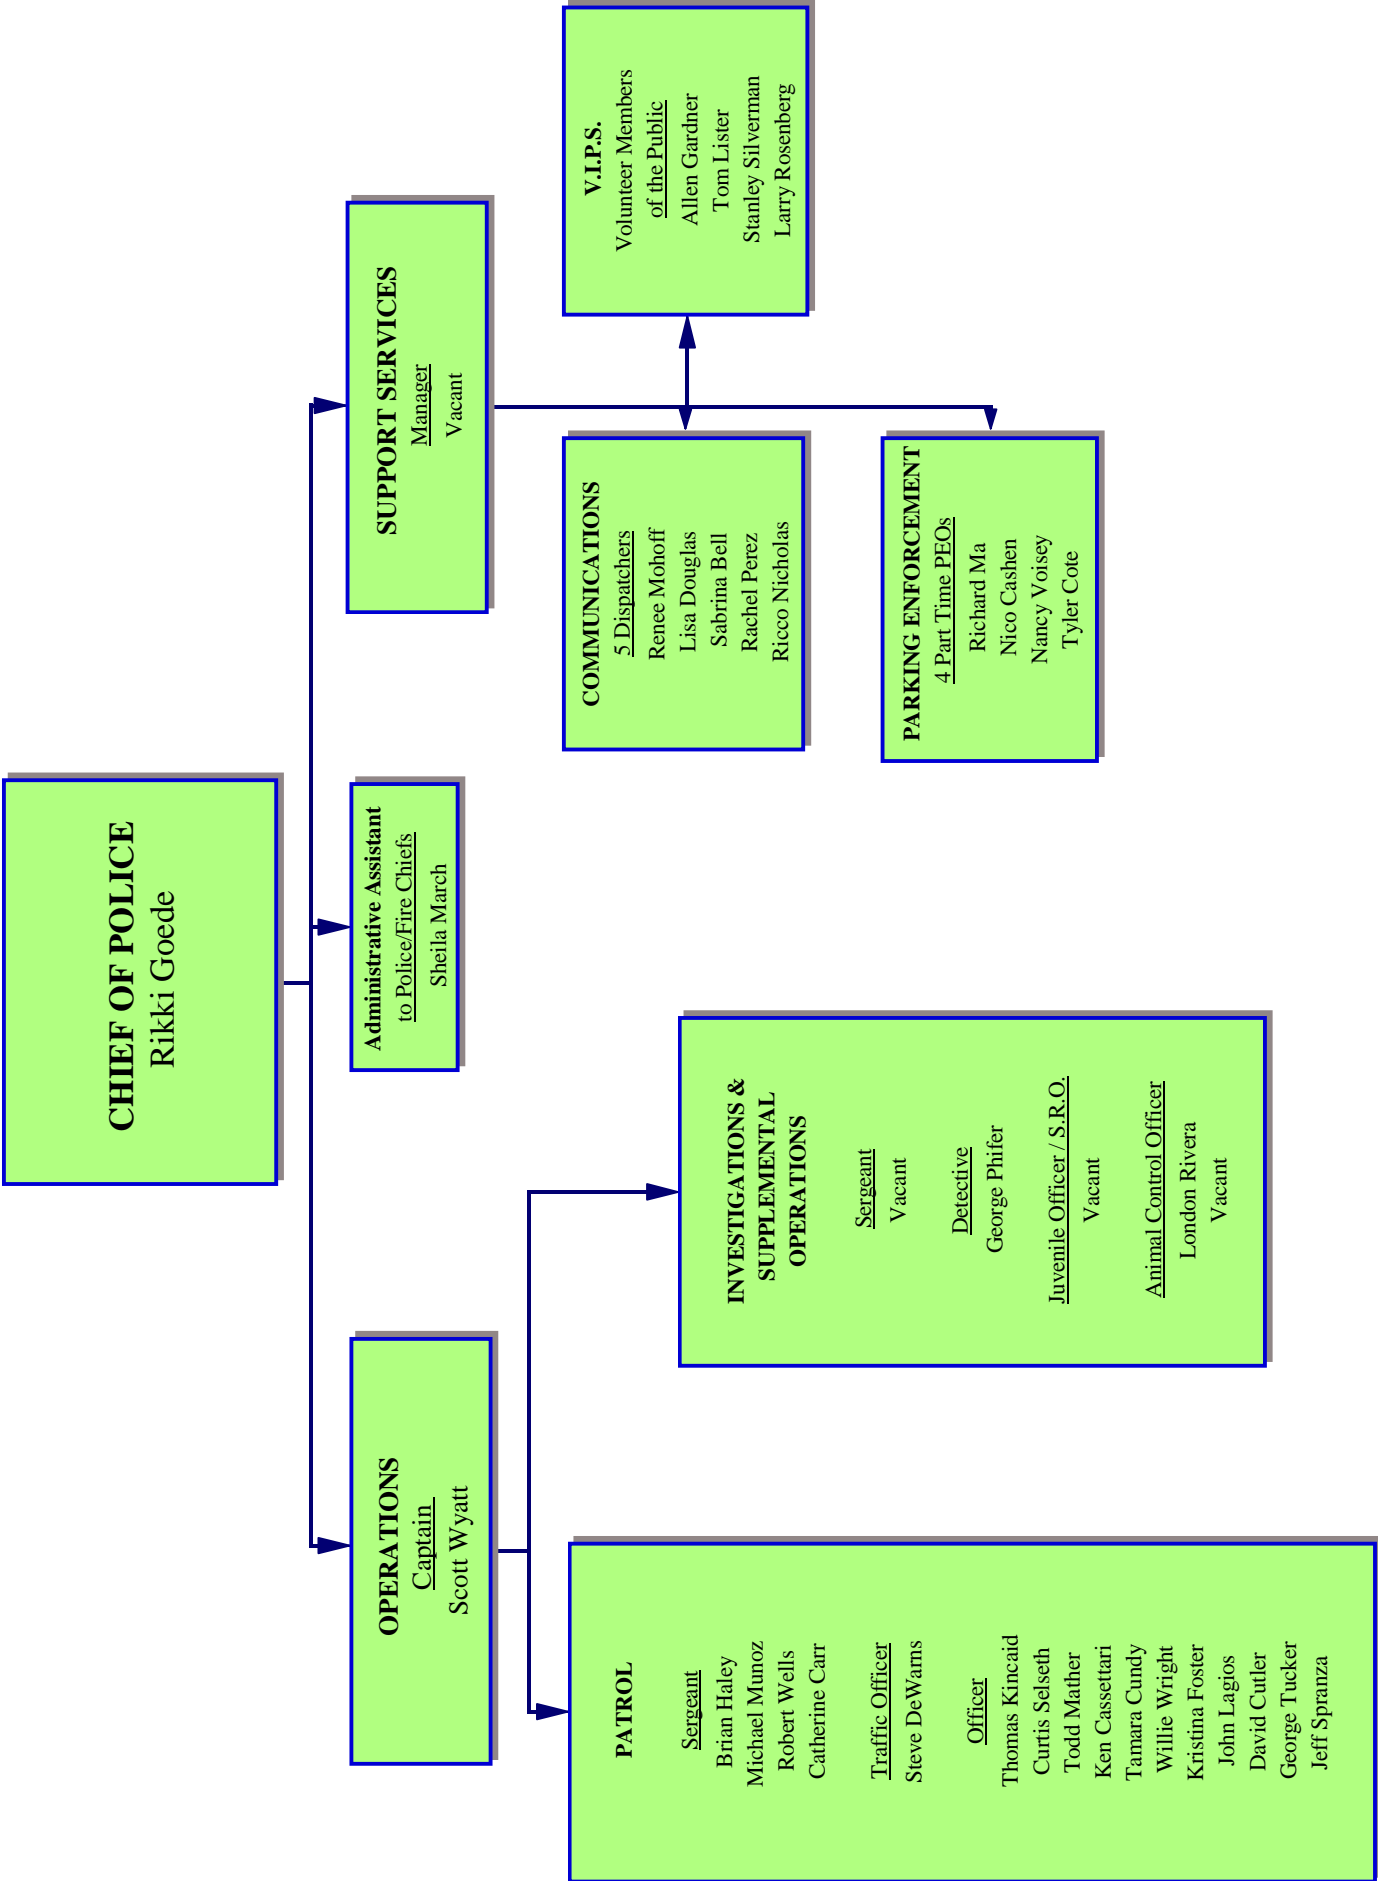 CHIEF OF POLICE
Rikki Goede
OPERATIONS
Captain
Scott Wyatt
Administrative Assistant
to Police/Fire Chiefs
Sheila March
SUPPORT SERVICES
Manager
Vacant
PATROL
Sergeant
Brian Haley
Michael Munoz
Robert Wells
Catherine Carr
Traffic Officer
Steve DeWarns
Officer
Thomas Kincaid
Curtis Selseth
Todd Mather
Ken Cassettari
Tamara Cundy
Willie Wright
Kristina Foster
John Lagios
David Cutler
George Tucker
Jeff Spranza
INVESTIGATIONS &
SUPPLEMENTAL
OPERATIONS
Sergeant
Vacant
Detective
George Phifer
Juvenile Officer / S.R.O.
Vacant
Animal Control Officer
London Rivera
Vacant
COMMUNICATIONS
5 Dispatchers
Renee Mohoff
Lisa Douglas
Sabrina Bell
Rachel Perez
Ricco Nicholas
V.I.P.S.
Volunteer Members
of the Public
Allen Gardner
Tom Lister
Stanley Silverman
Larry Rosenberg
PARKING ENFORCEMENT
4 Part Time PEOs
Richard Ma
Nico Cashen
Nancy Voisey
Tyler Cote